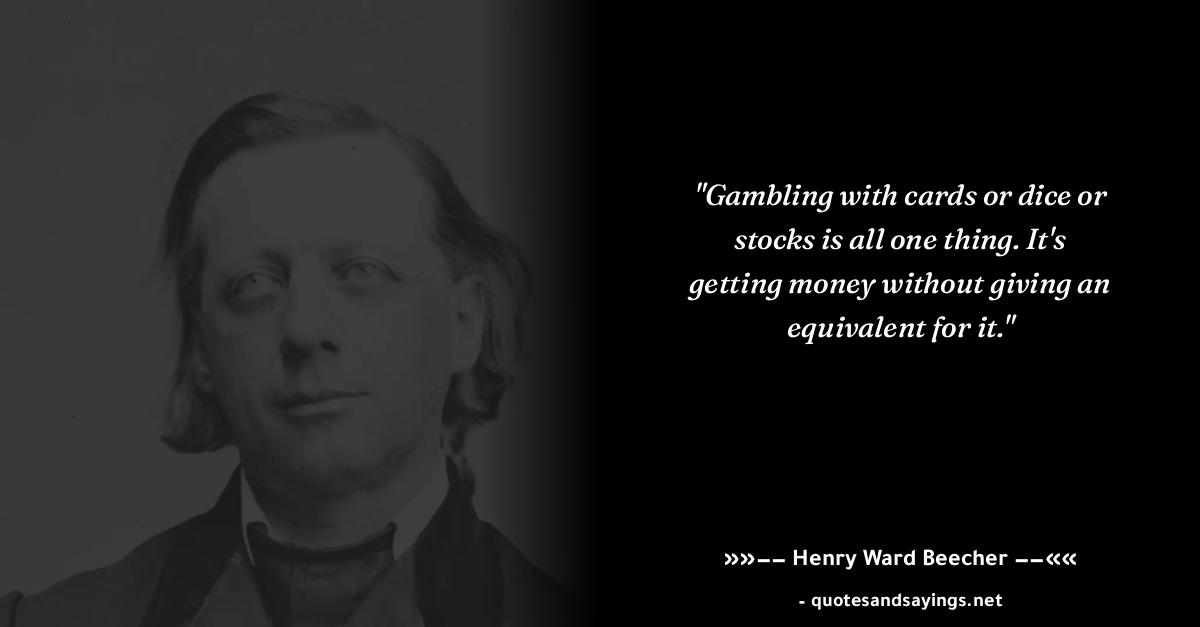 "Gambling with cards or dice or
stocks is all one thing. It's
getting money without giving an
equivalent for it."
»»−− Henry Ward Beecher −−««
- quotesandsayings.net